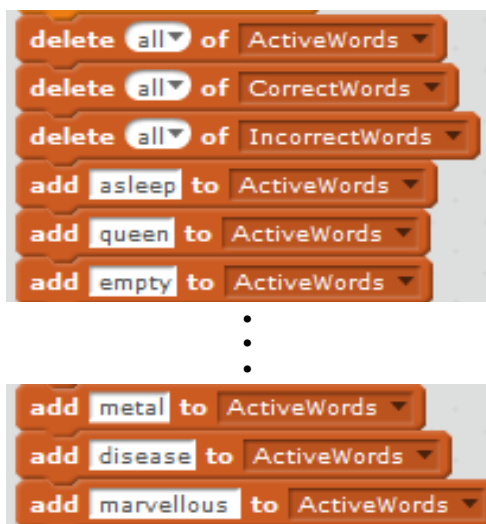 delete all of ActiveWords
delete all of CorrectWords
delete all of IncorrectWords
add asleep to ActiveWords
add queen to ActiveWords
add empty to ActiveWords
add metal to ActiveWords
add disease to ActiveWords
add marvellous to ActiveWords